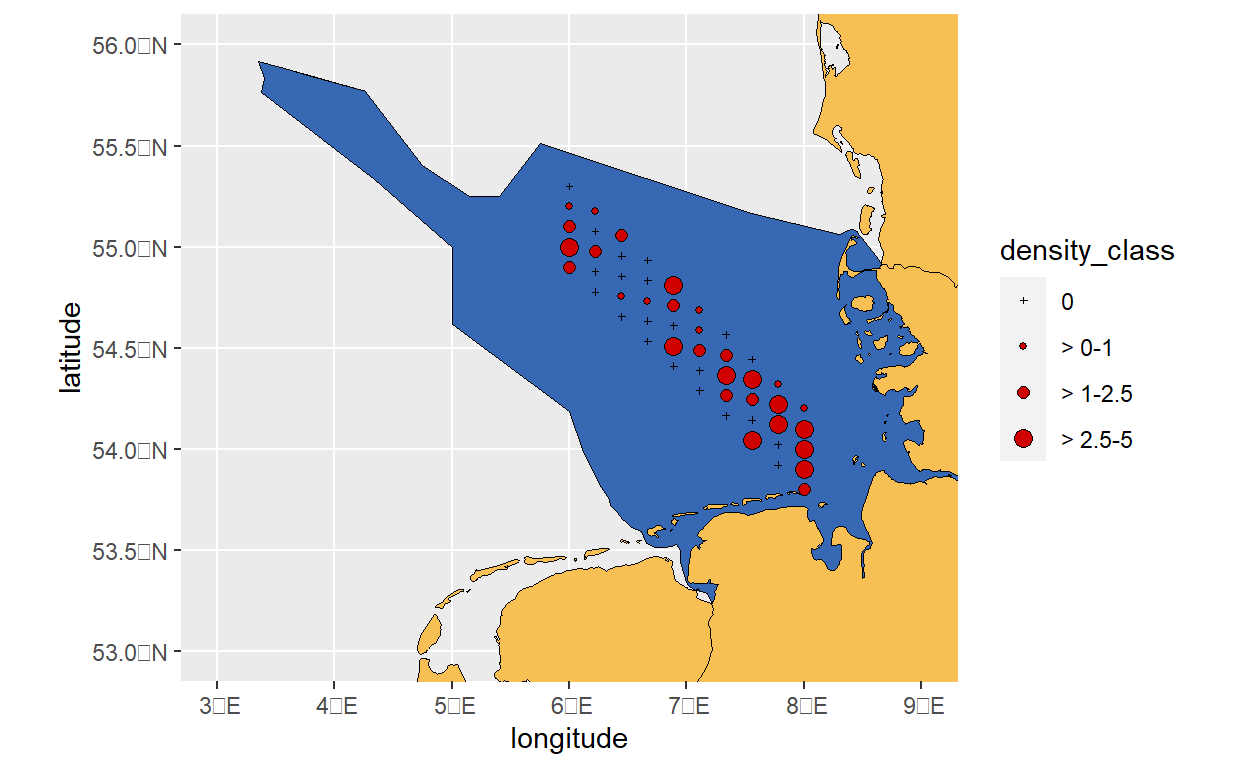 56.0□N
55.5□N
55.0□N
54.5□N
54.0□N
53.5□N
53.0□N
latitude
3□E
4□E
5□E
6□E
7□E
8□E
9□E
longitude
density_class
0
> 0-1
> 1-2.5
> 2.5-5